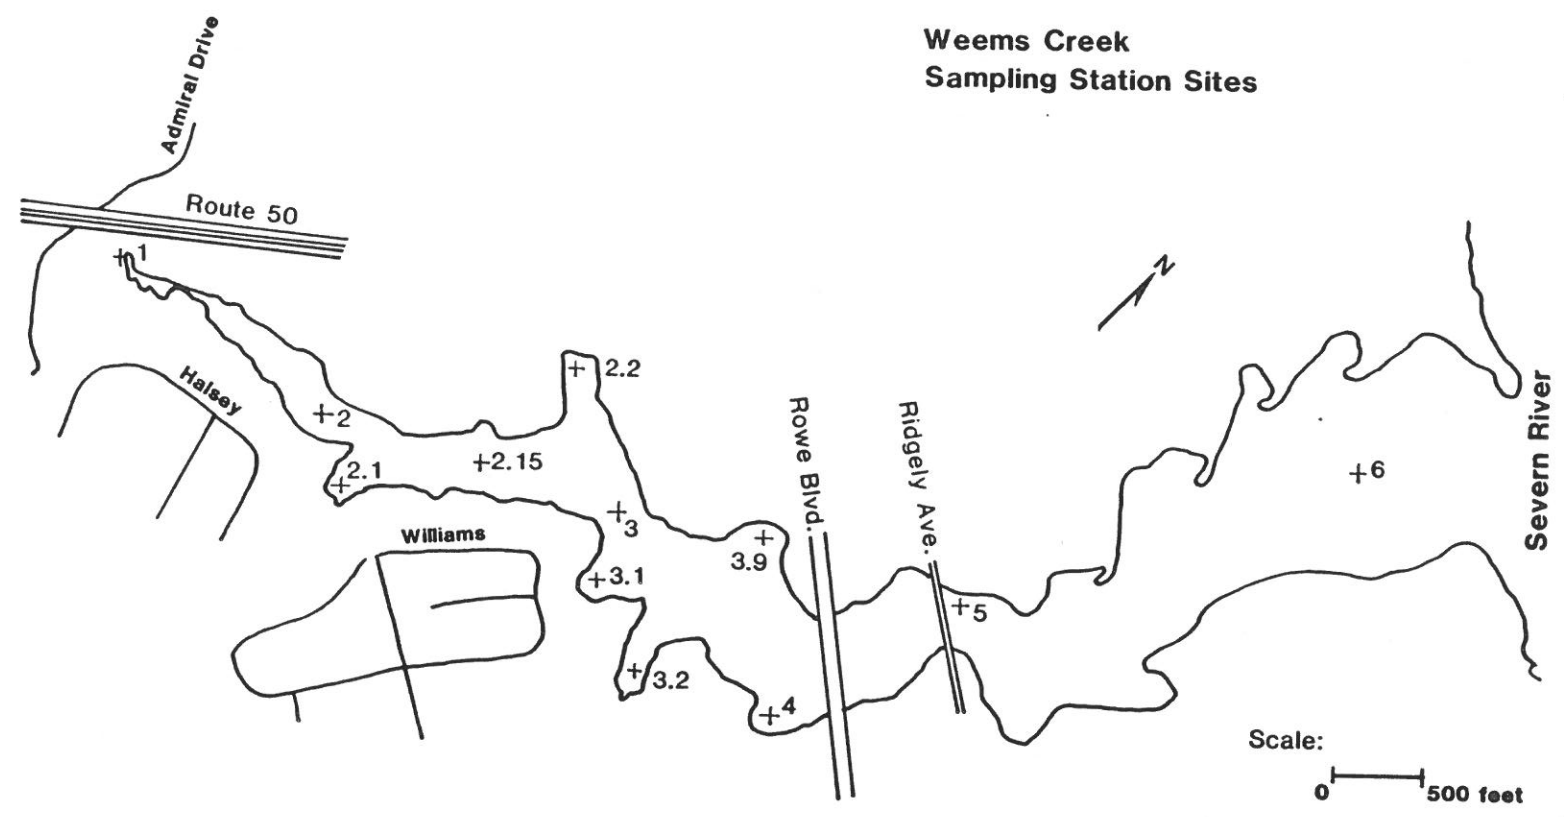 Weems Creek
Sampling Station Sites
Admiral Drive
Route 50
1
N
Halsey
2.2
2
2.1
2.15
Rowe Blvd.
Ridgely Ave.
Severn River
6
3
Williams
3.9
3.1
5
3.2
4
Scale:
0 500 feet